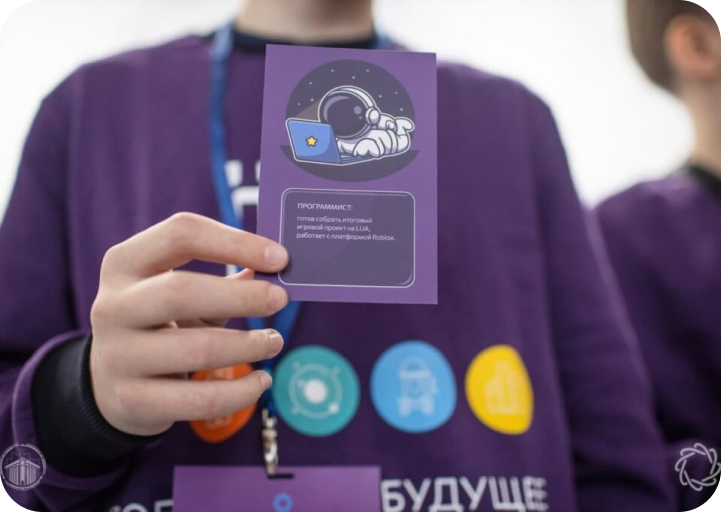 ПРОГРАММИСТ:
готов собрать итоговый
игровой проект на LUA,
работает с платформой Roblox.
БУДУЩЕ